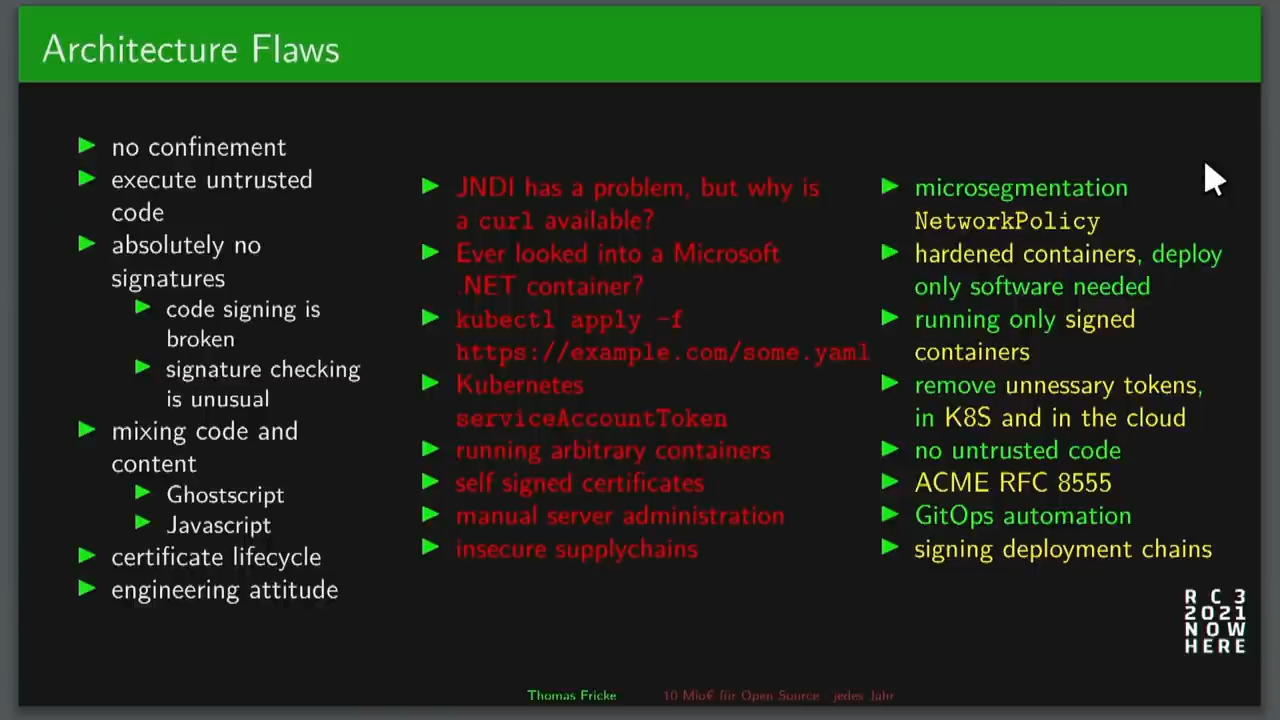 Architecture Flaws
no confinement
execute untrusted
code
absolutely no
signatures
code signing is
broken
signature checking
is unusual
mixing code and
content
Ghostscript
Javascript
certificate lifecycle
engineering attitude
JNDI has a problem, but why is
a curl available?
Ever looked into a Microsoft
.NET container?
kubectl apply -f
https://example.com/some.yaml
Kubernetes
serviceAccountToken
running arbitrary containers
self signed certificates
manual server administration
insecure supplychains
microsegmentation
NetworkPolicy
hardened containers, deploy
only software needed
running only signed
containers
remove unnessary tokens,
in K8S and in the cloud
no untrusted code
ACME RFC 8555
GitOps automation
signing deployment chains
R C 3
2021
NOW
HERE
Thomas Fricke 10 Mio€ für Open Source jedes Jahr